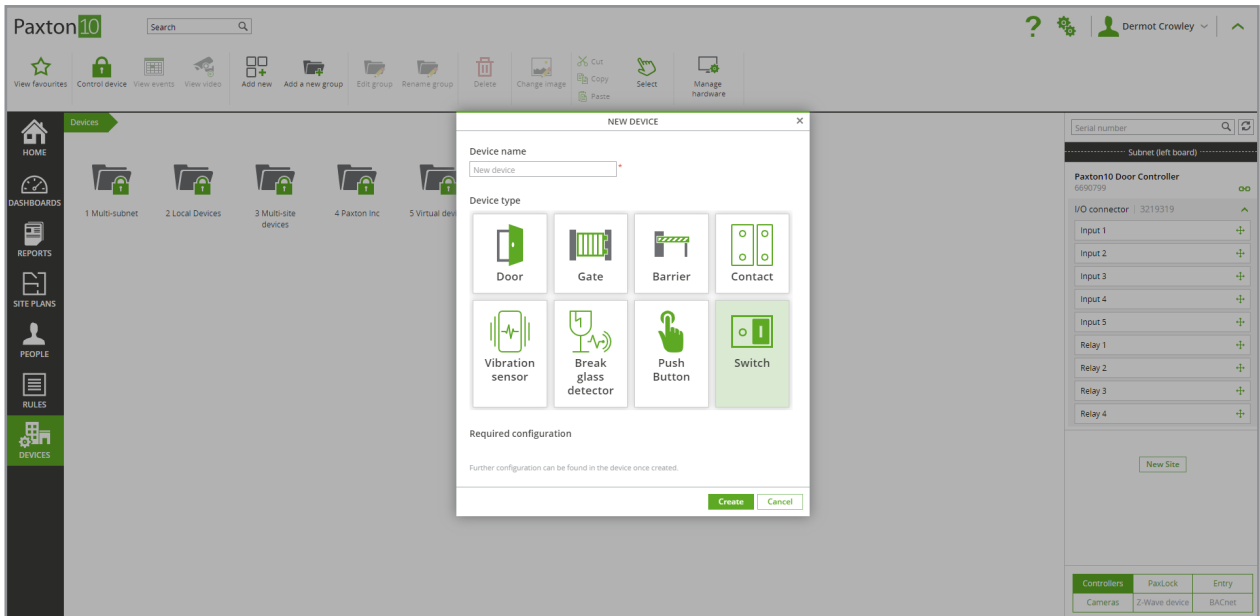 Paxton 10
Search
Dermot Crowley
View favourites
Control device
View events
View video
Add new
Add a new group
Edit group
Rename group
Delete
Change image
Cut
Copy
Paste
Select
Manage
hardware
HOME
DASHBOARDS
REPORTS
SITE PLANS
PEOPLE
RULES
DEVICES
Devices
1 Multi-subnet
2 Local Devices
3 Multi-site
devices
4 Paxton Inc
5 Virtual dev
NEW DEVICE
Device name
New device
*
Device type
Door
Gate
Barrier
Contact
Vibration
sensor
Break
glass
detector
Push
Button
Switch
Required configuration
Further configuration can be found in the device once created.
Create
Cancel
Serial number
Subnet (left board)
Paxton10 Door Controller
6690799
I/O connector | 3219319
Input 1
Input 2
Input 3
Input 4
Input 5
Relay 1
Relay 2
Relay 3
Relay 4
New Site
Controllers
PaxLock
Entry
Cameras
Z-Wave device
BACnet